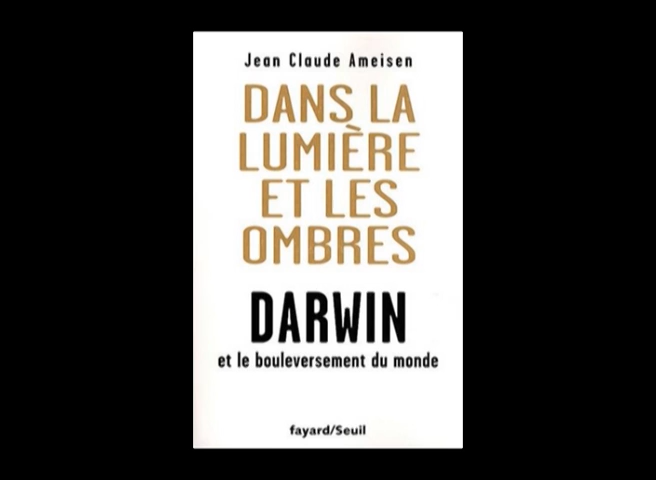 Jean Claude Ameisen
DANS LA
LUMIÈRE
ET LES
OMBRES
DARWIN
et le bouleversement du monde
fayard/Seuil